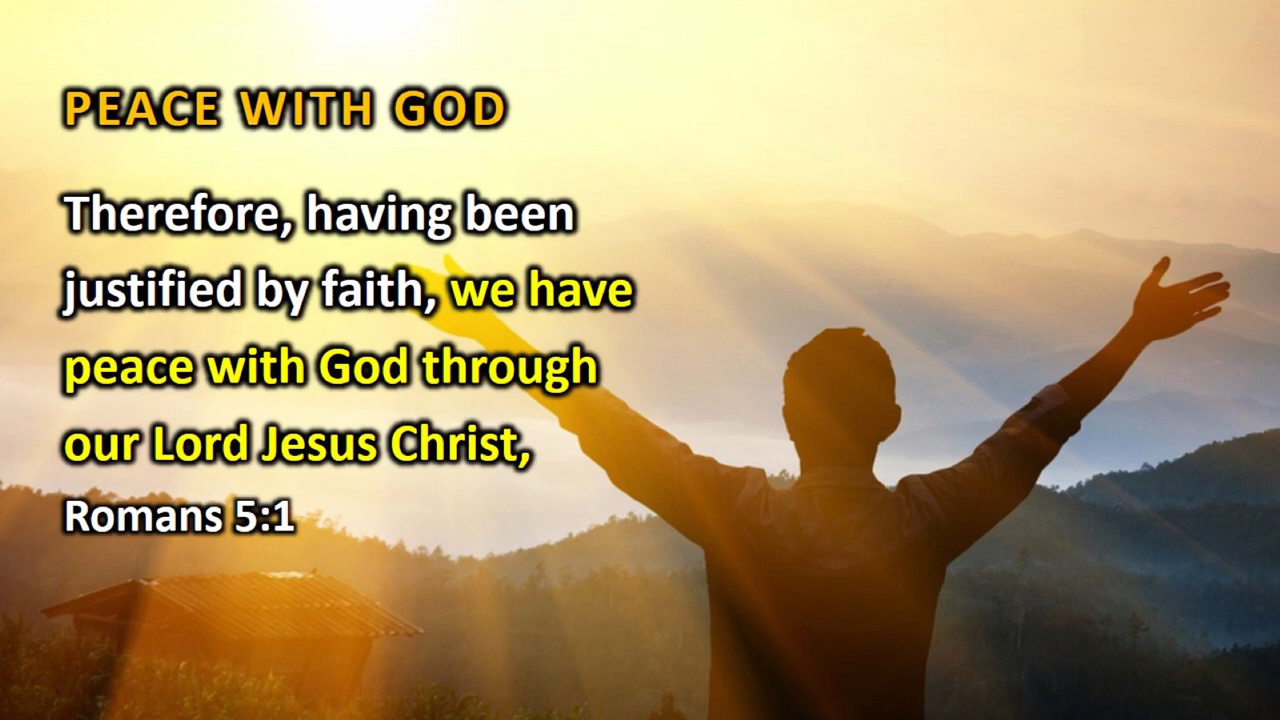 PEACE WITH GOD
Therefore, having been
justified by faith, we have
peace with God through
our Lord Jesus Christ,
Romans 5:1